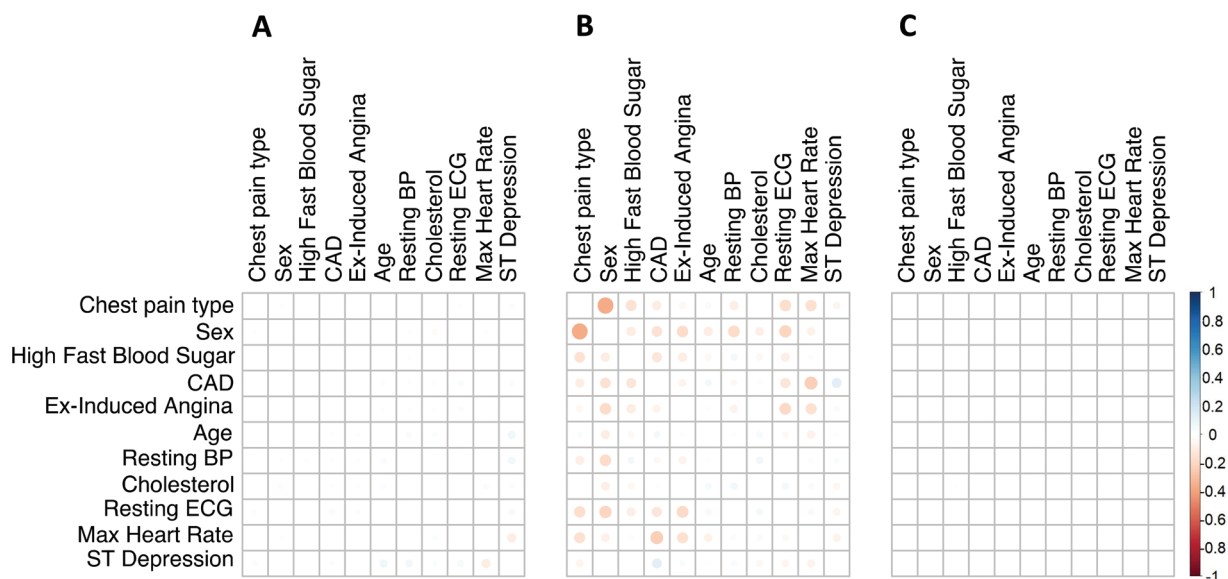 A
B
C
Chest pain type
Sex
High Fast Blood Sugar
CAD
Ex-Induced Angina
Age
Resting BP
Cholesterol
Resting ECG
Max Heart Rate
ST Depression
Chest pain type
Sex
High Fast Blood Sugar
CAD
Ex-Induced Angina
Age
Resting BP
Cholesterol
Resting ECG
Max Heart Rate
ST Depression
Chest pain type
Sex
High Fast Blood Sugar
CAD
Ex-Induced Angina
Age
Resting BP
Cholesterol
Resting ECG
Max Heart Rate
ST Depression
Chest pain type
Sex
High Fast Blood Sugar
CAD
Ex-Induced Angina
Age
Resting BP
Cholesterol
Resting ECG
Max Heart Rate
ST Depression
1
0.8
0.6
0.4
0.2
0
-0.2
-0.4
-0.6
-0.8
-1